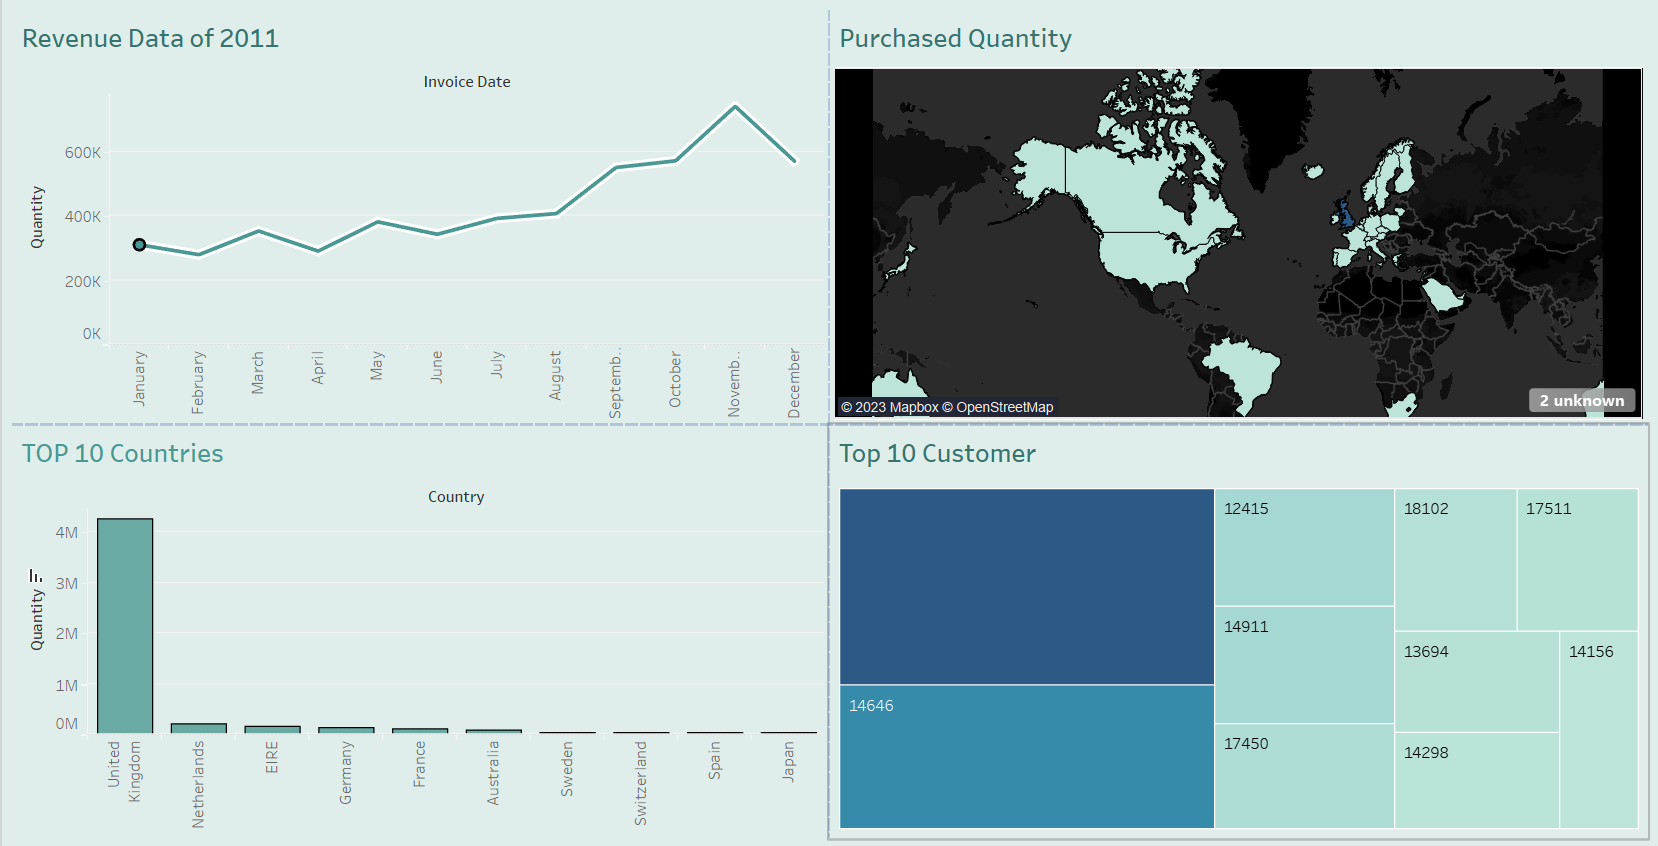 Revenue Data of 2011
Invoice Date
Quantity
600K
400K
200K
0K
January
February
March
April
May
June
July
August
Septemb..
October
Novemb..
December
Purchased Quantity
© 2023 Mapbox © OpenStreetMap
2 unknown
TOP 10 Countries
Country
Quantity
4M
3M
2M
1M
0M
United
Kingdom
Netherlands
EIRE
Germany
France
Australia
Sweden
Switzerland
Spain
Japan
Top 10 Customer
14646
12415
14911
17450
18102
17511
13694
14156
14298